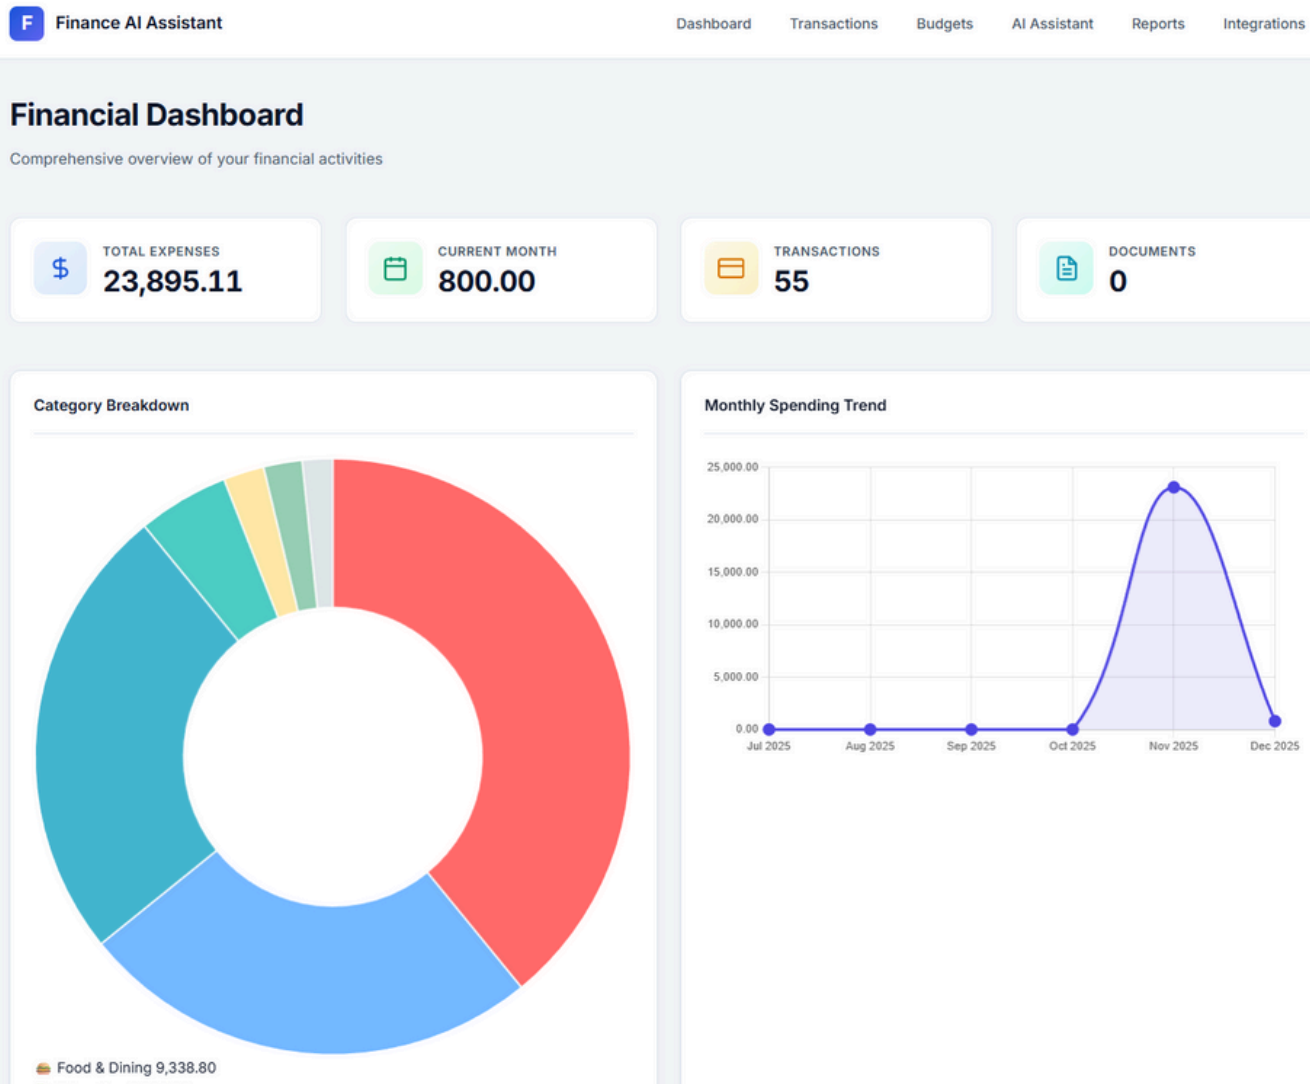 F Finance AI Assistant
Dashboard Transactions Budgets AI Assistant Reports Integrations
Financial Dashboard
Comprehensive overview of your financial activities
$ TOTAL EXPENSES
23,895.11
CURRENT MONTH
800.00
TRANSACTIONS
55
DOCUMENTS
0
Category Breakdown
Food & Dining 9,338.80
Monthly Spending Trend
25,000.00
20,000.00
15,000.00
10,000.00
5,000.00
0.00
Jul 2025 Aug 2025 Sep 2025 Oct 2025 Nov 2025 Dec 2025